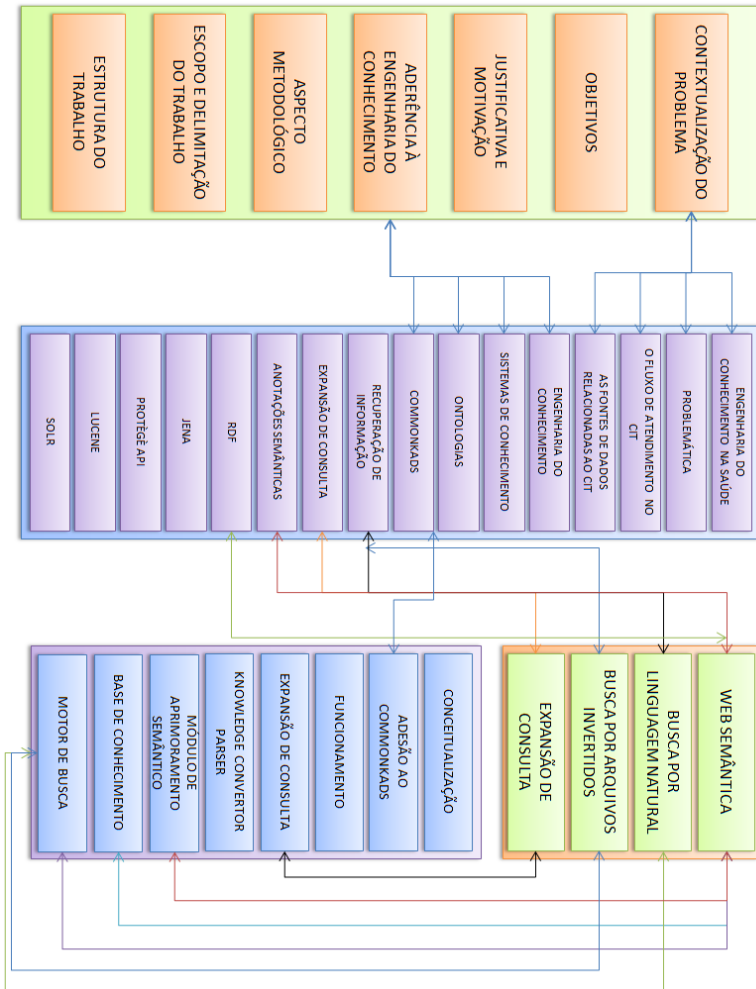 CONTEXTUALIZAÇÃO DO
PROBLEMA
OBJETIVOS
JUSTIFICATIVA E
MOTIVAÇÃO
ADERÊNCIA À
ENGENHARIA DO
CONHECIMENTO
ASPECTO
METODOLÓGICO
ESCOPO E DELIMITAÇÃO
DO TRABALHO
ESTRUTURA DO
TRABALHO
ENGENHARIA DO
CONHECIMENTO NA SAÚDE
PROBLEMÁTICA
O FLUXO DE ATENDIMENTO NO
CIT
AS FONTES DE DADOS
RELACIONADAS AO CIT
ENGENHARIA DO
CONHECIMENTO
SISTEMAS DE CONHECIMENTO
ONTOLOGIAS
COMMONKADS
RECUPERAÇÃO DE
INFORMAÇÃO
EXPANSÃO DE CONSULTA
ANOTAÇÕES SEMÂNTICAS
RDF
JENA
PROTÉGÈ API
LUCENE
SOLR
WEB SEMÂNTICA
BUSCA POR
LINGUAGEM NATURAL
BUSCA POR ARQUIVOS
INVERTIDOS
EXPANSÃO DE
CONSULTA
CONCEITUALIZAÇÃO
ADESÃO AO
COMMONKADS
FUNCIONAMENTO
EXPANSÃO DE CONSULTA
KNOWLEDGE CONVERTOR
PARSER
MÓDULO DE
APRIMORAMENTO
SEMÂNTICO
BASE DE CONHECIMENTO
MOTOR DE BUSCA